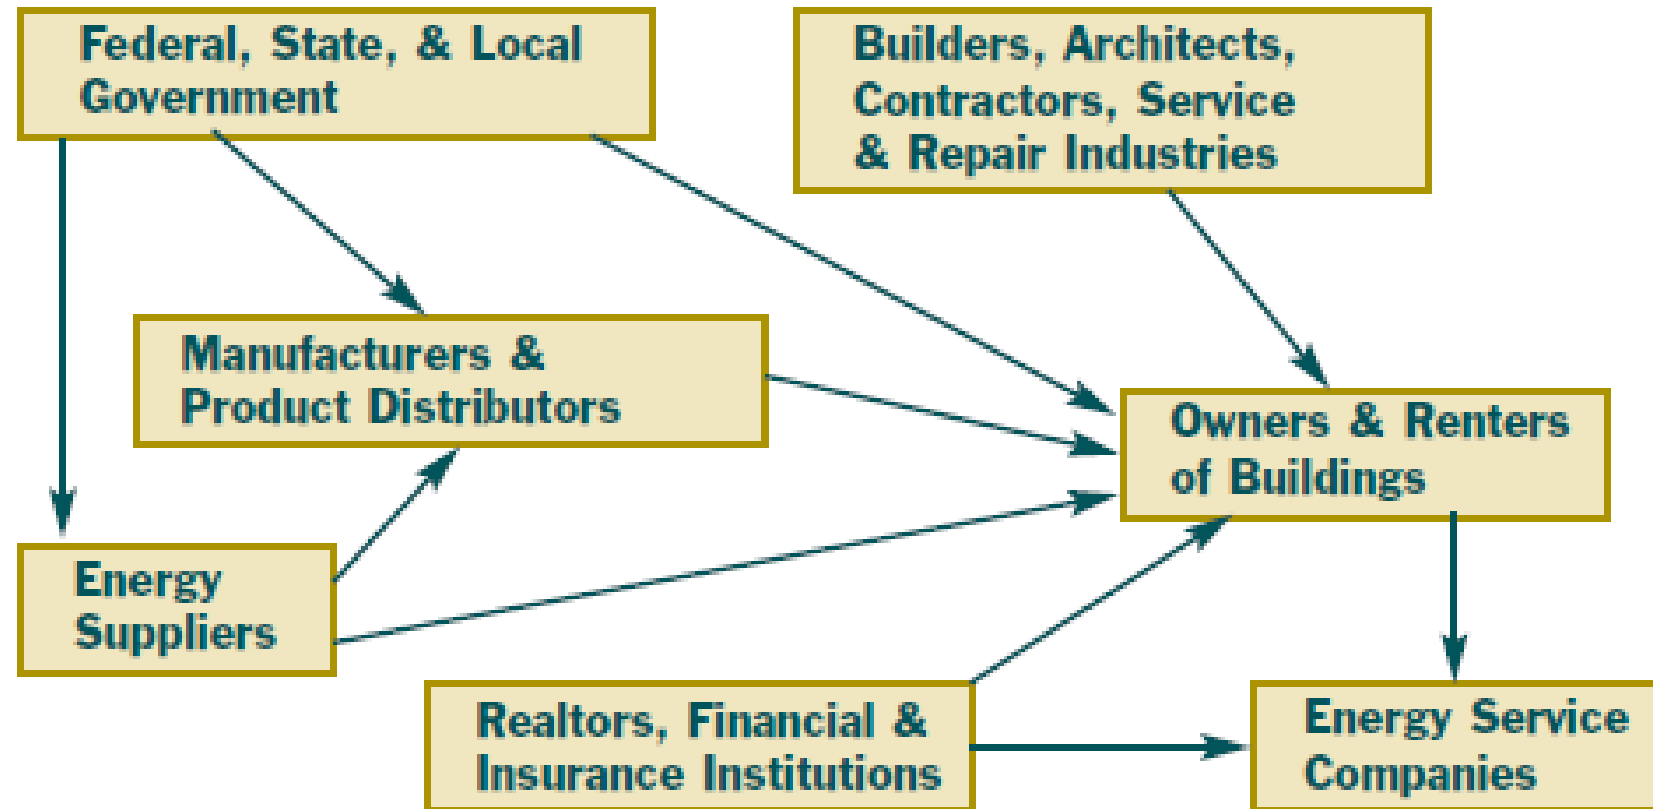 Federal, State, & Local
Government
Builders, Architects,
Contractors, Service
& Repair Industries
Manufacturers &
Product Distributors
Owners & Renters
of Buildings
Energy
Suppliers
Realtors, Financial &
Insurance Institutions
Energy Service
Companies